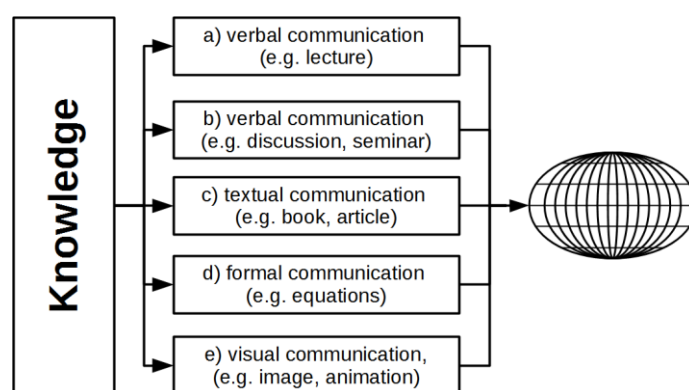 Knowledge
a) verbal communication
(e.g. lecture)
b) verbal communication
(e.g. discussion, seminar)
c) textual communication
(e.g. book, article)
d) formal communication
(e.g. equations)
e) visual communication,
(e.g. image, animation)